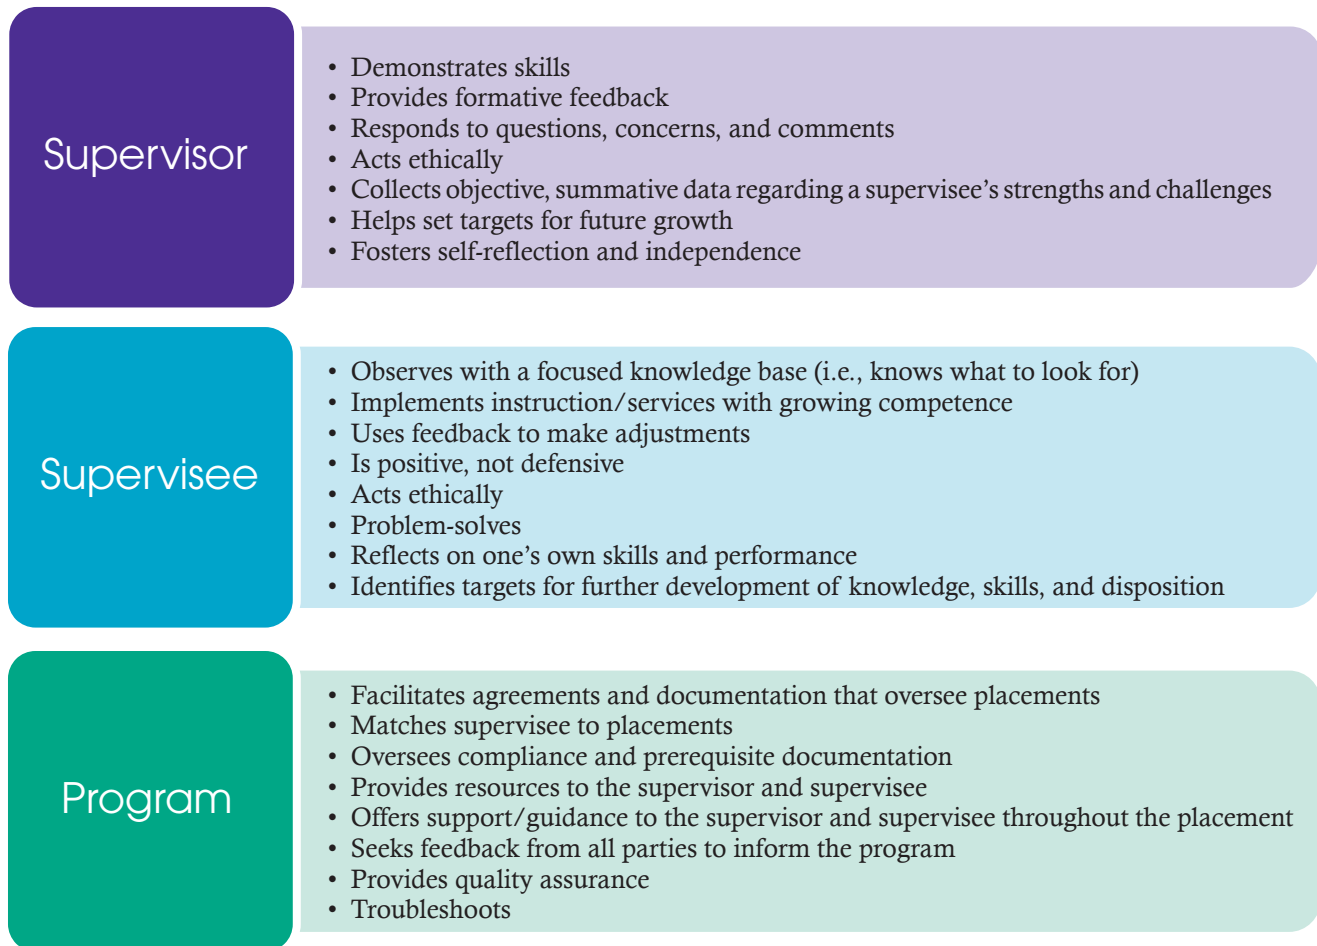 Supervisor
• Demonstrates skills
• Provides formative feedback
• Responds to questions, concerns, and comments
• Acts ethically
• Collects objective, summative data regarding a supervisee’s strengths and challenges
• Helps set targets for future growth
• Fosters self-reflection and independence
Supervisee
• Observes with a focused knowledge base (i.e., knows what to look for)
• Implements instruction/services with growing competence
• Uses feedback to make adjustments
• Is positive, not defensive
• Acts ethically
• Problem-solves
• Reflects on one’s own skills and performance
• Identifies targets for further development of knowledge, skills, and disposition
Program
• Facilitates agreements and documentation that oversee placements
• Matches supervisee to placements
• Oversees compliance and prerequisite documentation
• Provides resources to the supervisor and supervisee
• Offers support/guidance to the supervisor and supervisee throughout the placement
• Seeks feedback from all parties to inform the program
• Provides quality assurance
• Troubleshoots